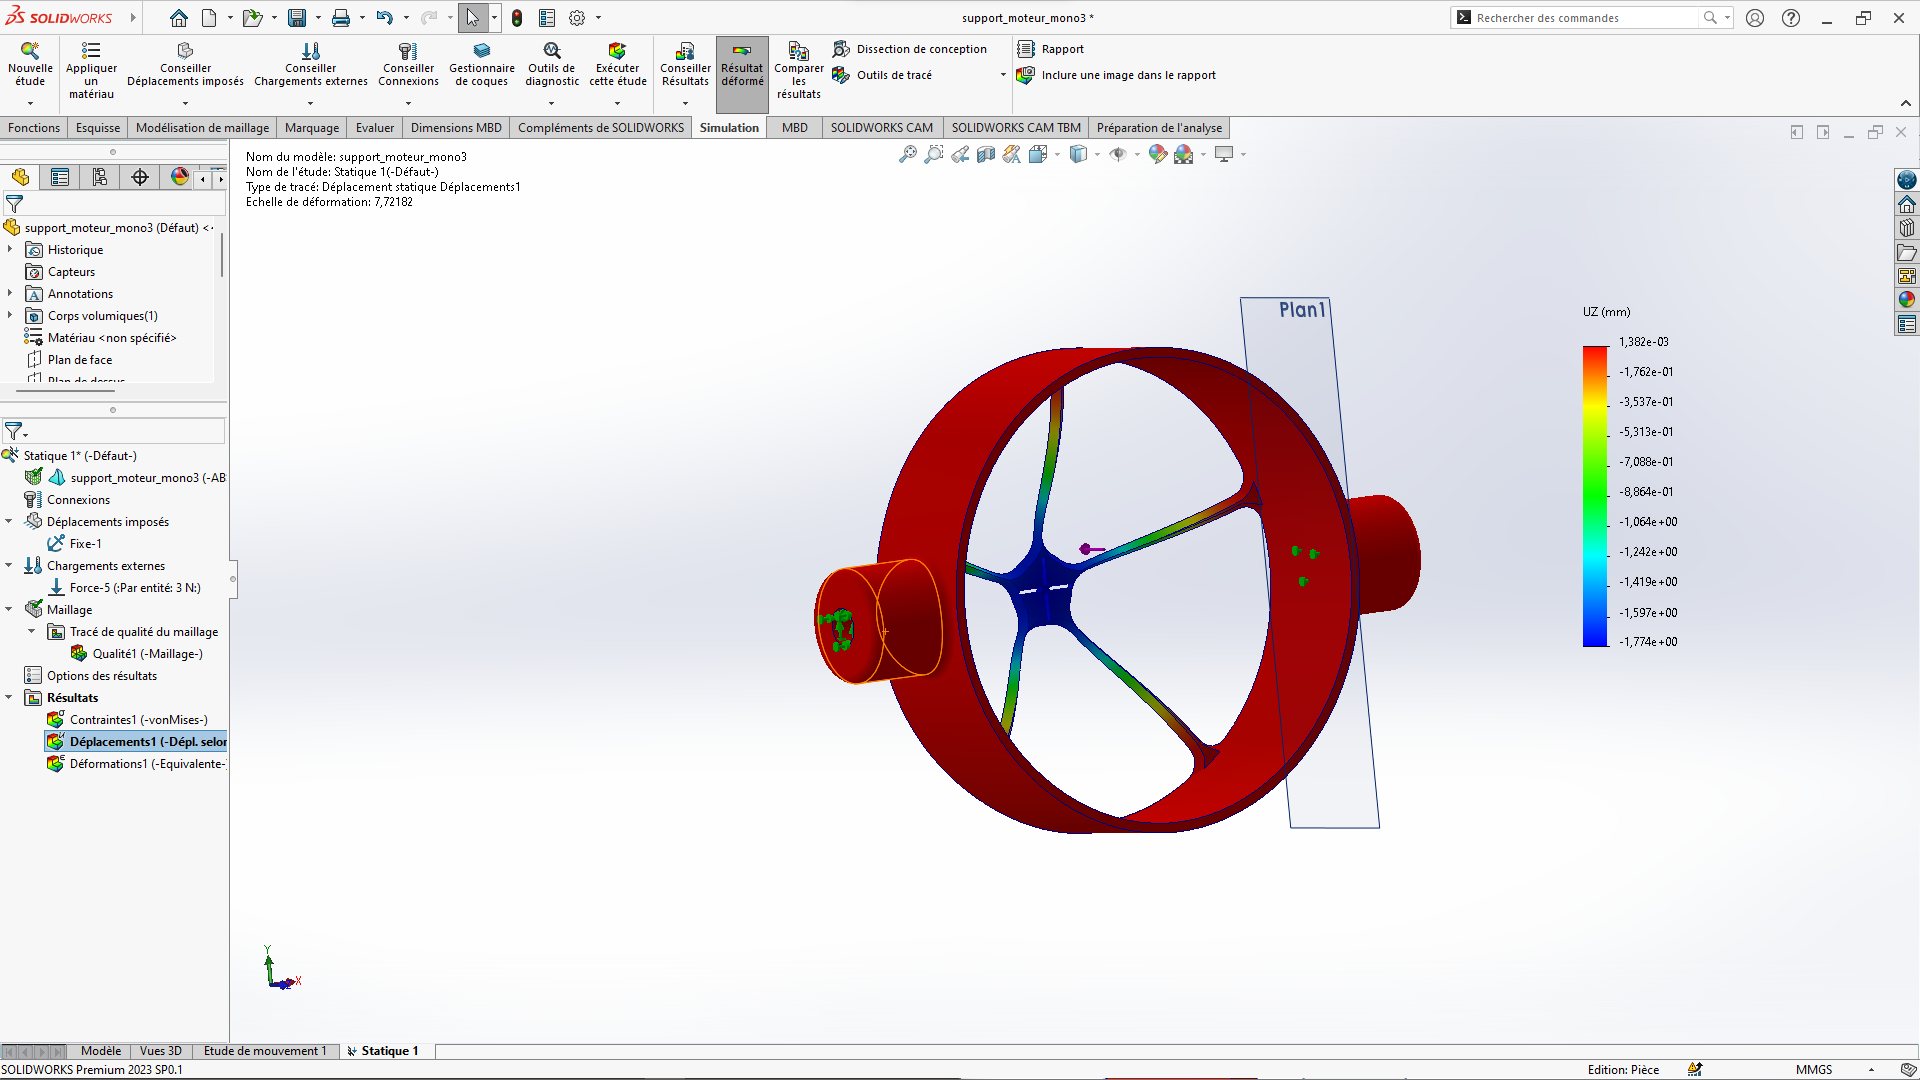 SOLIDWORKS
support_moteur_mono3 *
Rechercher des commandes
Nouvelle étude
Appliquer un matériau
Conseiller Déplacements imposés
Conseiller Chargements externes
Conseiller Connexions
Gestionnaire de coques
Outils de diagnostic
Exécuter cette étude
Conseiller Résultats
Résultat déformé
Comparer les résultats
Dissection de conception
Outils de tracé
Rapport
Inclure une image dans le rapport
Fonctions
Esquisse
Modélisation de maillage
Marquage
Evaluer
Dimensions MBD
Compléments de SOLIDWORKS
Simulation
MBD
SOLIDWORKS CAM
SOLIDWORKS CAM TBM
Préparation de l'analyse
support_moteur_mono3 (Défaut) <
Historique
Capteurs
Annotations
Corps volumiques(1)
Matériau <non spécifié>
Plan de face
Plan de dessus
Statique 1* (-Défaut-)
support_moteur_mono3 (-AB
Connexions
Déplacements imposés
Fixe-1
Chargements externes
Force-5 (:Par entité: 3 N:)
Maillage
Tracé de qualité du maillage
Qualité1 (-Maillage-)
Options des résultats
Résultats
Contraintes1 (-vonMises-)
Déplacements1 (-Dépl. selon
Déformations1 (-Equivalente-
Nom du modèle: support_moteur_mono3
Nom de l'étude: Statique 1(-Défaut-)
Type de tracé: Déplacement statique Déplacements1
Echelle de déformation: 7,72182
Plan1
UZ (mm)
1,382e-03
-1,762e-01
-3,537e-01
-5,313e-01
-7,088e-01
-8,864e-01
-1,064e+00
-1,242e+00
-1,419e+00
-1,597e+00
-1,774e+00
Y
X
Z
Modèle
Vues 3D
Etude de mouvement 1
Statique 1
SOLIDWORKS Premium 2023 SP0.1
Edition: Pièce
MMGS